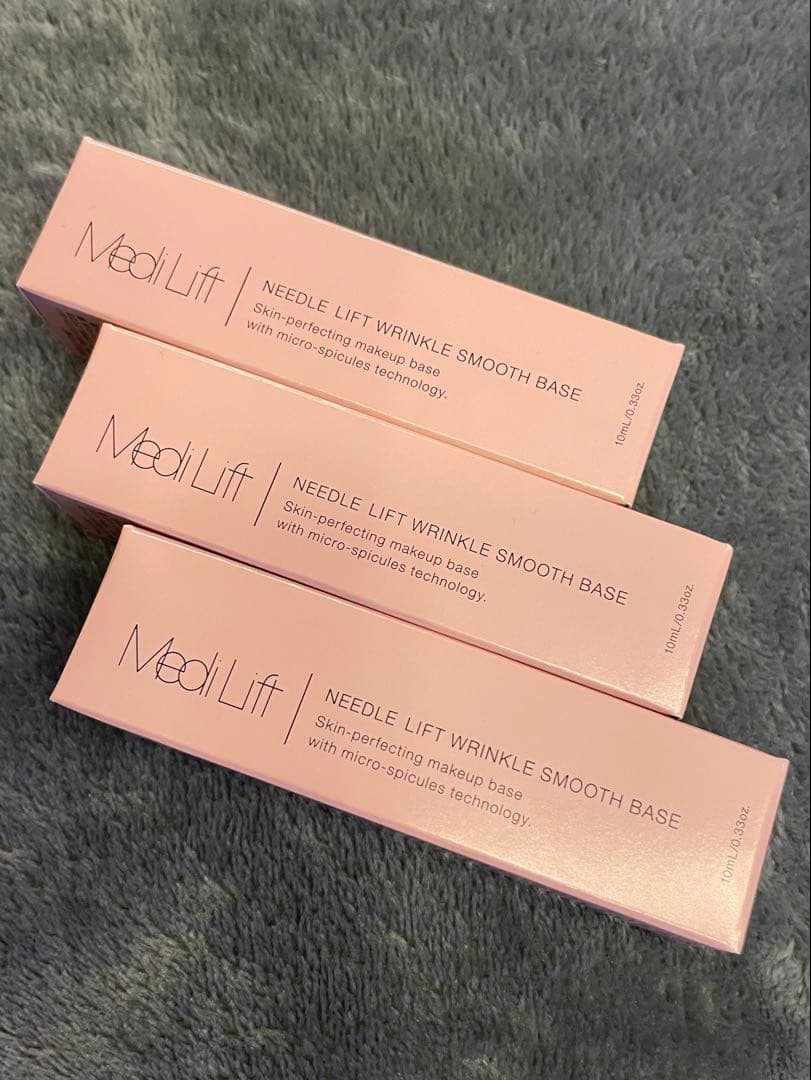 Medi Lift
NEEDLE LIFT WRINKLE SMOOTH BASE
Skin-perfecting makeup base
with micro-spicules technology.
10mL/0.33oz.
Medi Lift
NEEDLE LIFT WRINKLE SMOOTH BASE
Skin-perfecting makeup base
with micro-spicules technology.
10mL/0.33oz.
Medi Lift
NEEDLE LIFT WRINKLE SMOOTH BASE
Skin-perfecting makeup base
with micro-spicules technology.
10mL/0.33oz.